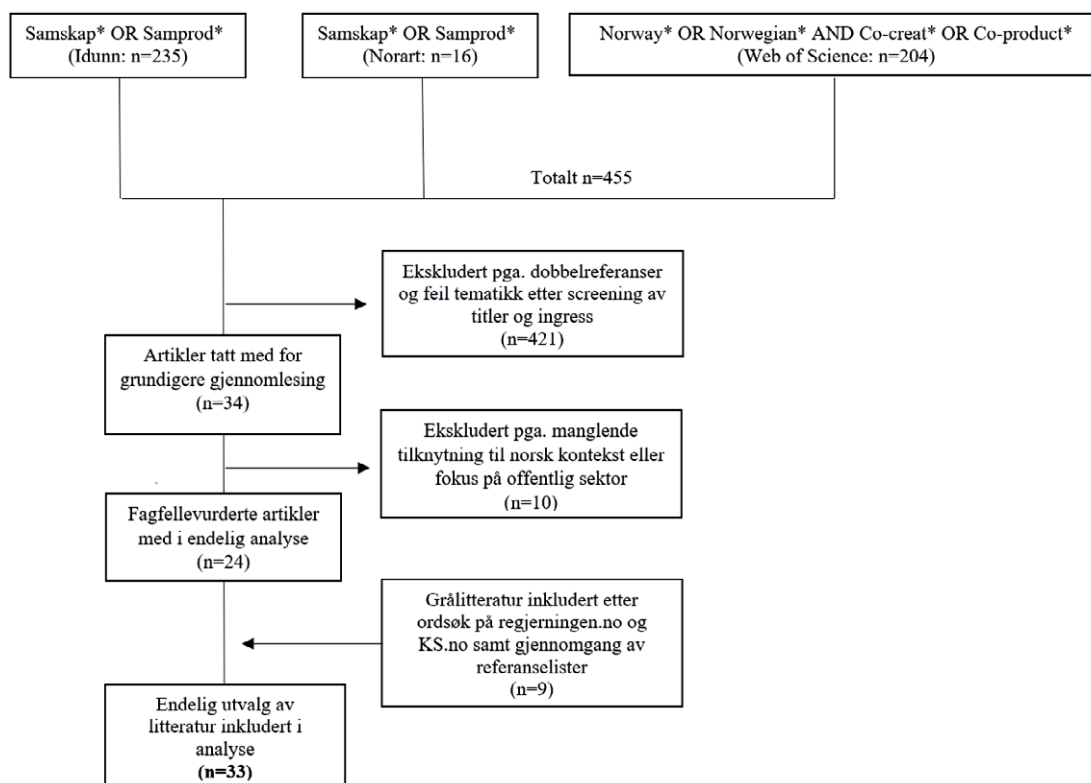 Samskap* OR Samprod*
(Idunn: n=235)
Samskap* OR Samprod*
(Norart: n=16)
Norway* OR Norwegian* AND Co-creat* OR Co-product*
(Web of Science: n=204)
Totalt n=455
Ekskludert pga. dobbelreferanser
og feil tematikk etter screening av
titler og ingress
(n=421)
Artikler tatt med for
grundigere gjennomlesing
(n=34)
Ekskludert pga. manglende
tilknytning til norsk kontekst eller
fokus på offentlig sektor
(n=10)
Fagfellevurderte artikler
med i endelig analyse
(n=24)
Grålitteratur inkludert etter
ordsøk på regjerningen.no og
KS.no samt gjennomgang av
referanselister
(n=9)
Endelig utvalg av
litteratur inkludert i
analyse
(n=33)